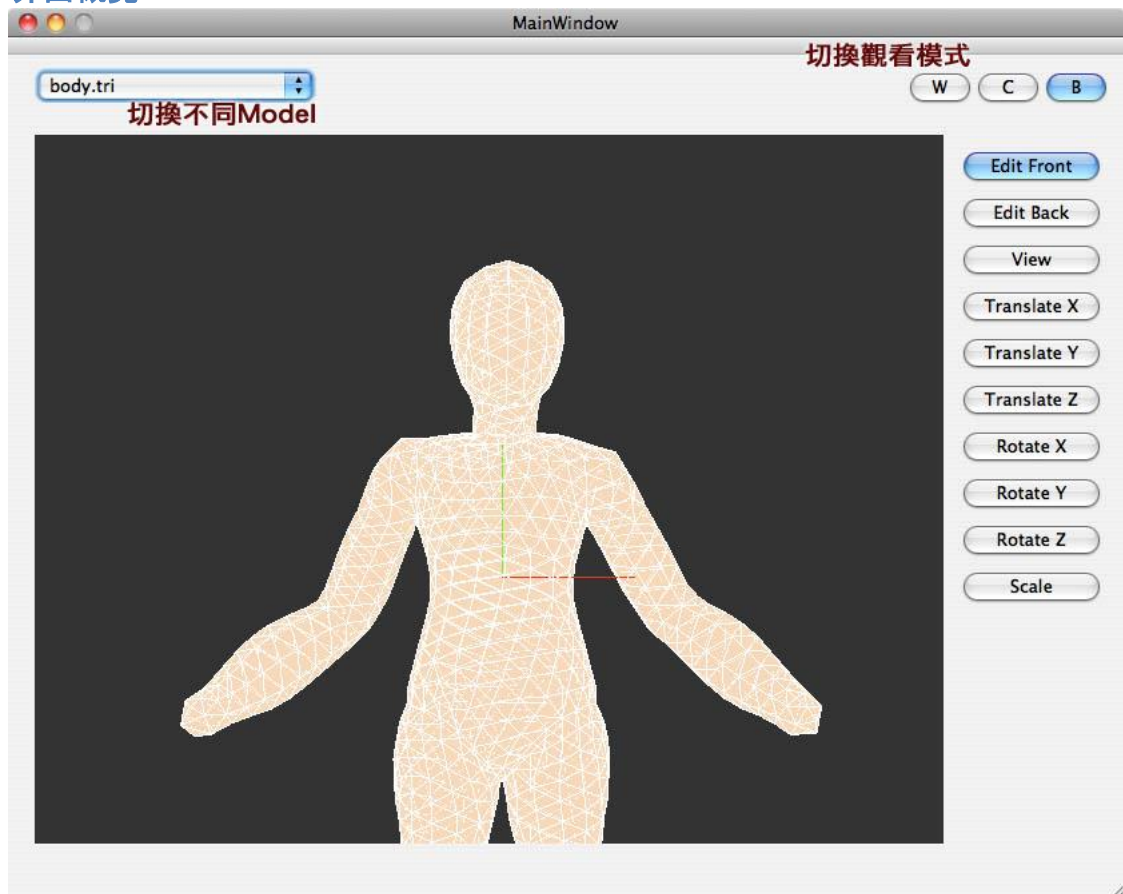 MainWindow
切換觀看模式
body.tri
W C B
切換不同Model
Edit Front
Edit Back
View
Translate X
Translate Y
Translate Z
Rotate X
Rotate Y
Rotate Z
Scale